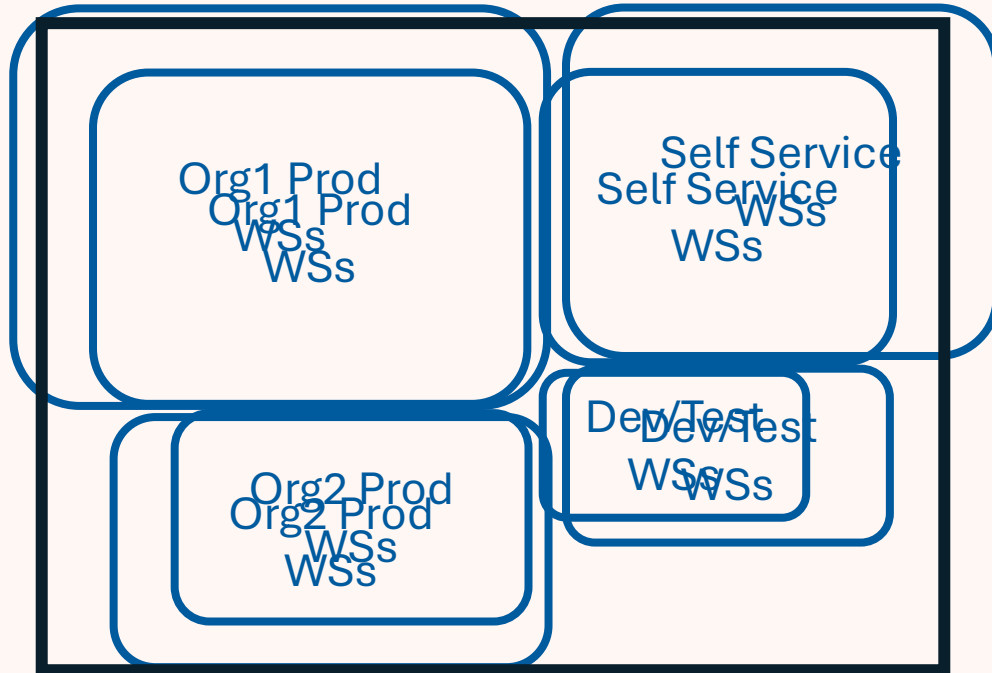 Org1 Prod
WSs
Org1 Prod
WSs
Self Service
WSs
Self Service
WSs
Dev/Test
WSs
Dev/Test
WSs
Org2 Prod
WSs
Org2 Prod
WSs